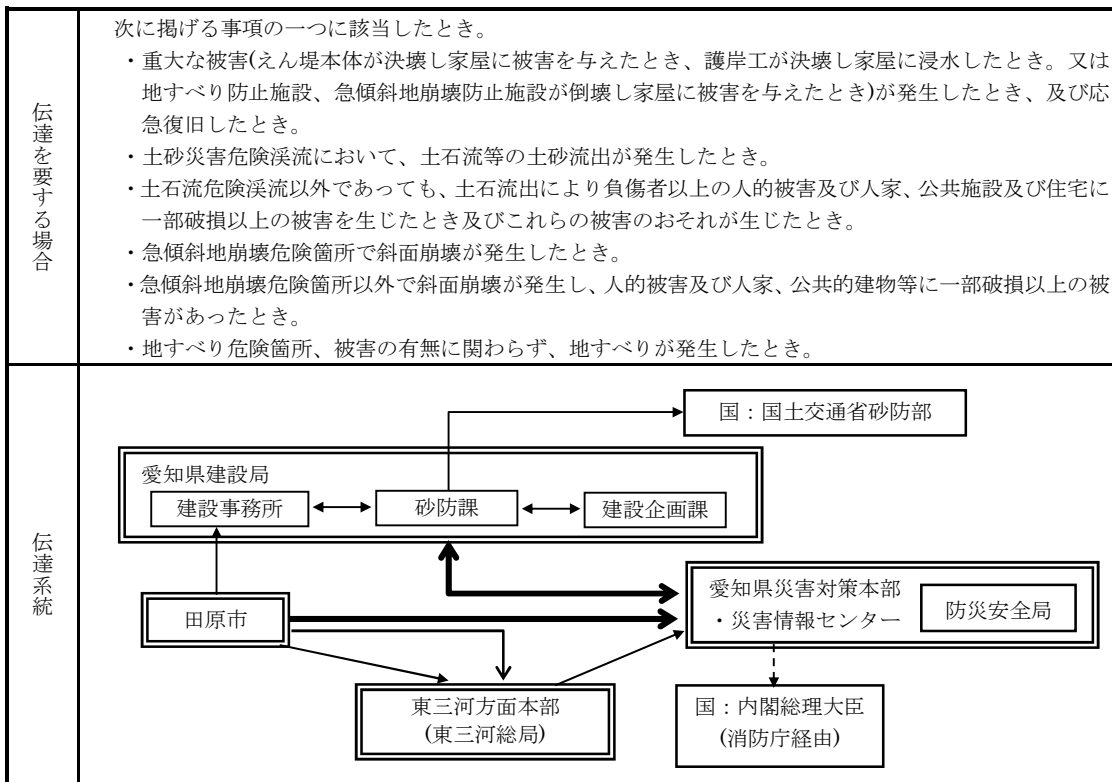 伝達を要する場合
次に掲げる事項の一つに該当したとき。
・重大な被害(えん堤本体が決壊し家屋に被害を与えたとき、護岸工が決壊し家屋に浸水したとき。又は
地すべり防止施設、急傾斜地崩壊防止施設が倒壊し家屋に被害を与えたとき)が発生したとき、及び応
急復旧したとき。
・土砂災害危険渓流において、土石流等の土砂流出が発生したとき。
・土石流危険渓流以外であっても、土石流出により負傷者以上の人的被害及び人家、公共施設及び住宅に
一部破損以上の被害を生じたとき及びこれらの被害のおそれが生じたとき。
・急傾斜地崩壊危険箇所で斜面崩壊が発生したとき。
・急傾斜地崩壊危険箇所以外で斜面崩壊が発生し、人的被害及び人家、公共的建物等に一部破損以上の被
害があったとき。
・地すべり危険箇所、被害の有無に関わらず、地すべりが発生したとき。
伝達系統
国：国土交通省砂防部
愛知県建設局
建設事務所
砂防課
建設企画課
田原市
愛知県災害対策本部
・災害情報センター
防災安全局
東三河方面本部
(東三河総局)
国：内閣総理大臣
(消防庁経由)